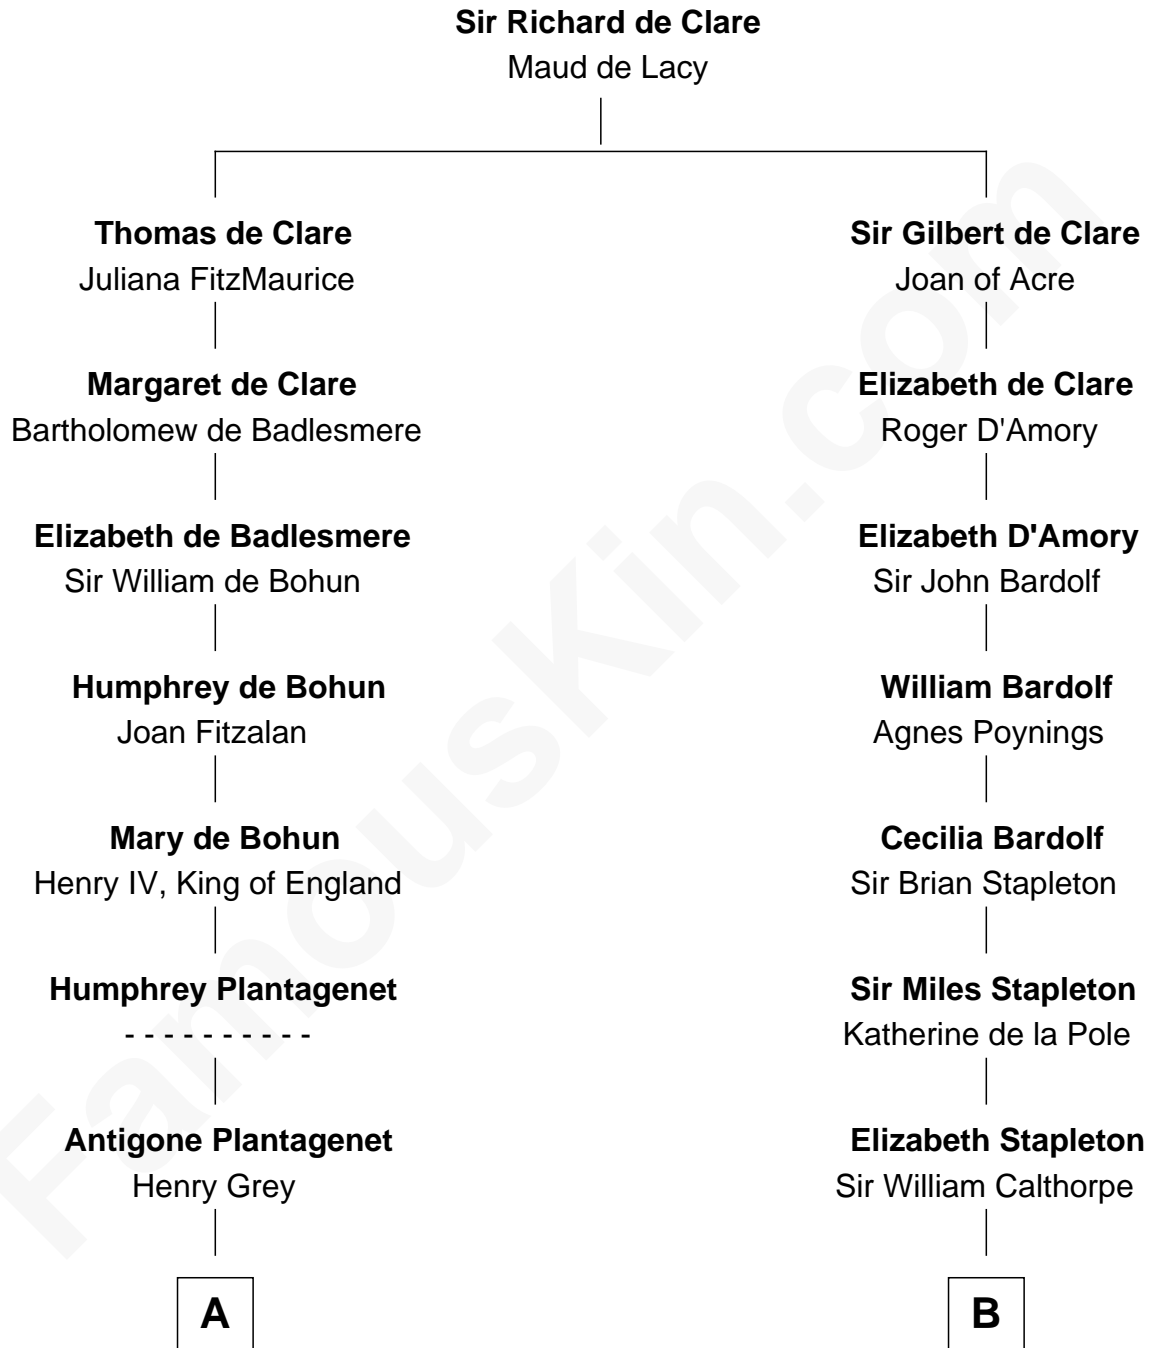 Sir Richard de Clare
Maud de Lacy
Thomas de Clare
Juliana FitzMaurice
Margaret de Clare
Bartholomew de Badlesmere
Elizabeth de Badlesmere
Sir William de Bohun
Humphrey de Bohun
Joan Fitzalan
Mary de Bohun
Henry IV, King of England
Humphrey Plantagenet
- - - - - - - - - -
Antigone Plantagenet
Henry Grey
A
Sir Gilbert de Clare
Joan of Acre
Elizabeth de Clare
Roger D'Amory
Elizabeth D'Amory
Sir John Bardolf
William Bardolf
Agnes Poynings
Cecilia Bardolf
Sir Brian Stapleton
Sir Miles Stapleton
Katherine de la Pole
Elizabeth Stapleton
Sir William Calthorpe
B
FamousKin.com